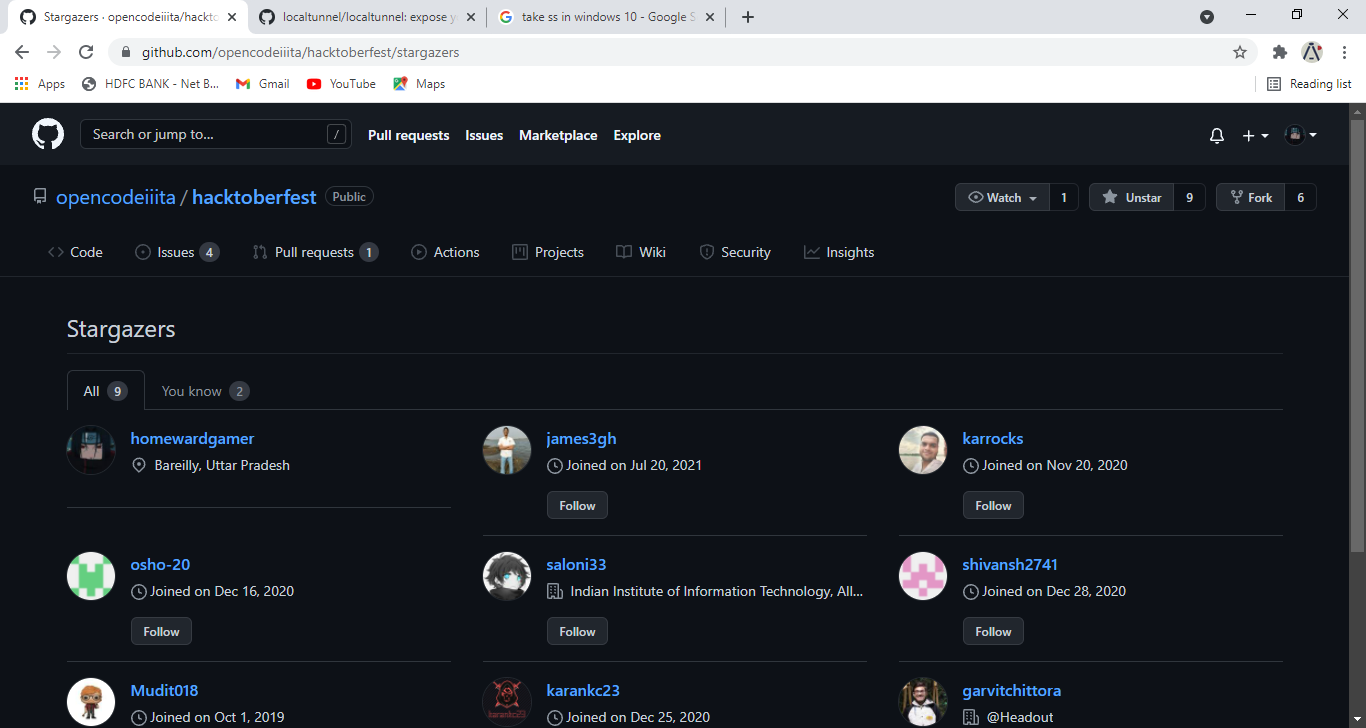 Stargazers · opencodeiiita/hackto
localtunnel/localtunnel: expose y
take ss in windows 10 - Google S
github.com/opencodeiiita/hacktoberfest/stargazers
Apps HDFC BANK - Net B... Gmail YouTube Maps Reading list
Search or jump to... / Pull requests Issues Marketplace Explore
opencodeiiita / hacktoberfest Public Watch 1 Unstar 9 Fork 6
Code Issues 4 Pull requests 1 Actions Projects Wiki Security Insights
Stargazers
All 9 You know 2
homewardgamer
Bareilly, Uttar Pradesh
james3gh
Joined on Jul 20, 2021
Follow
karrocks
Joined on Nov 20, 2020
Follow
osho-20
Joined on Dec 16, 2020
Follow
saloni33
Indian Institute of Information Technology, All...
Follow
shivansh2741
Joined on Dec 28, 2020
Follow
Mudit018
Joined on Oct 1, 2019
karankc23
karankc23
Joined on Dec 25, 2020
garvitchittora
@Headout